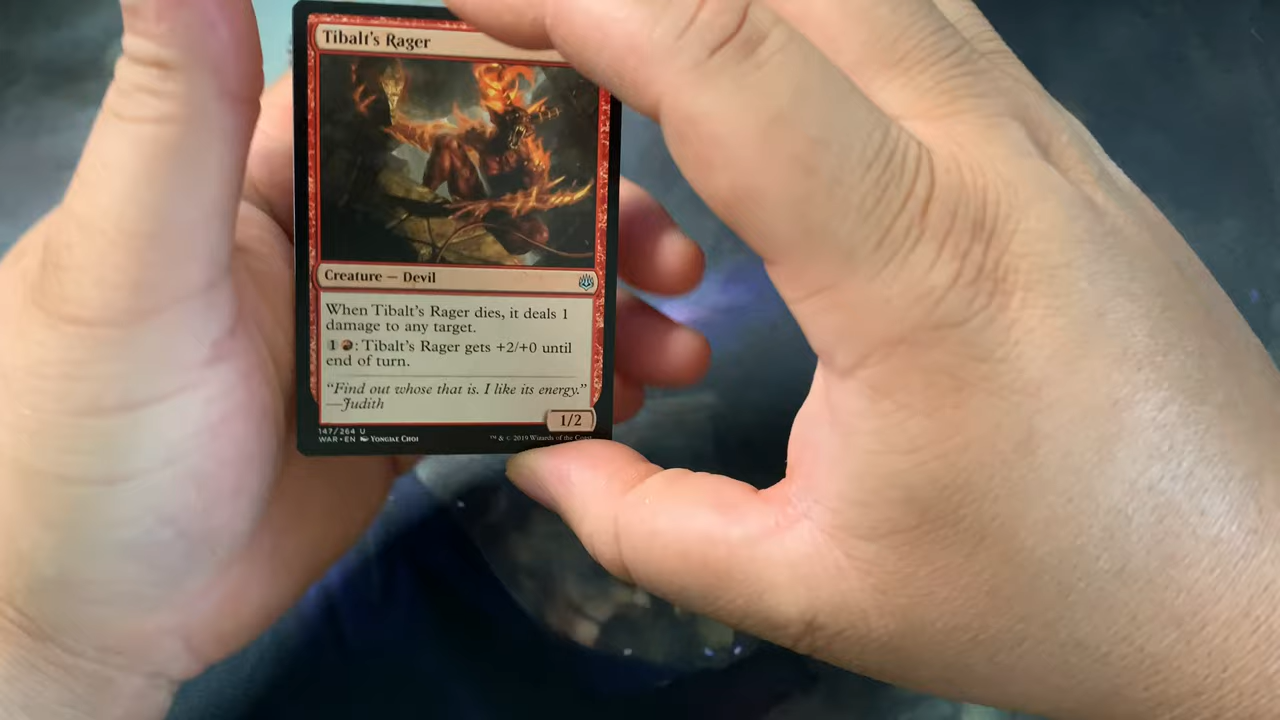 Tibalt's Rager
Creature — Devil
When Tibalt's Rager dies, it deals 1
damage to any target.
1 : Tibalt's Rager gets +2/+0 until
end of turn.
"Find out whose that is. I like its energy."
—Judith
1/2
147/264 U
WAR • EN Yongjae Choi
™ & © 2019 Wizards of the Coast